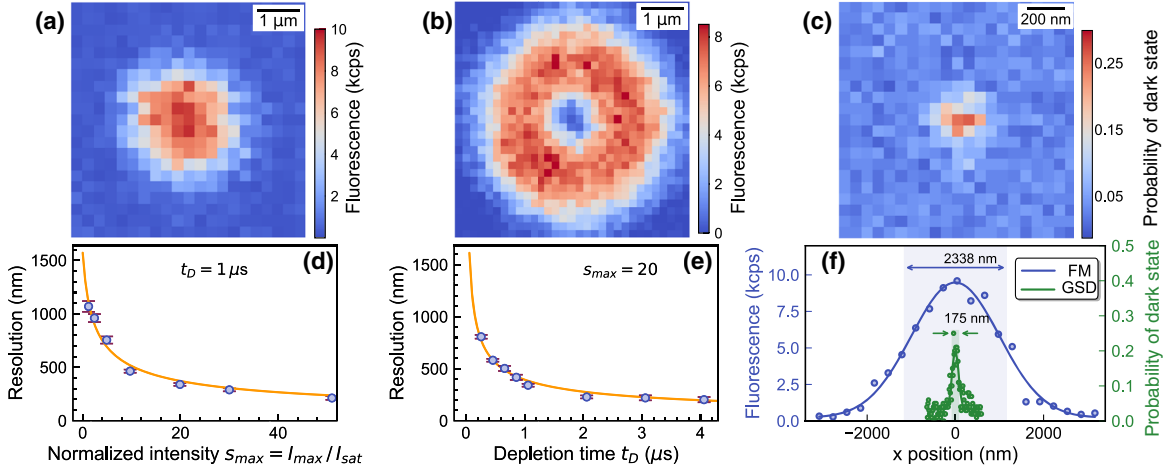 (a)
1 μm
10
8
6
4
2
Fluorescence (kcps)
(b)
1 μm
8
6
4
2
0
Fluorescence (kcps)
(c)
200 nm
0.25
0.15
0.05
Probability of dark state
(d)
t_D = 1 μs
1500
1000
500
0
Resolution (nm)
0
20
40
Normalized intensity s_max = I_max / I_sat
(e)
s_max = 20
1500
1000
500
0
Resolution (nm)
0
1
2
3
4
Depletion time t_D (μs)
(f)
2338 nm
175 nm
FM
GSD
10.0
7.5
5.0
2.5
0.0
Fluorescence (kcps)
0.5
0.4
0.3
0.2
0.1
0.0
Probability of dark state
−2000
0
2000
x position (nm)